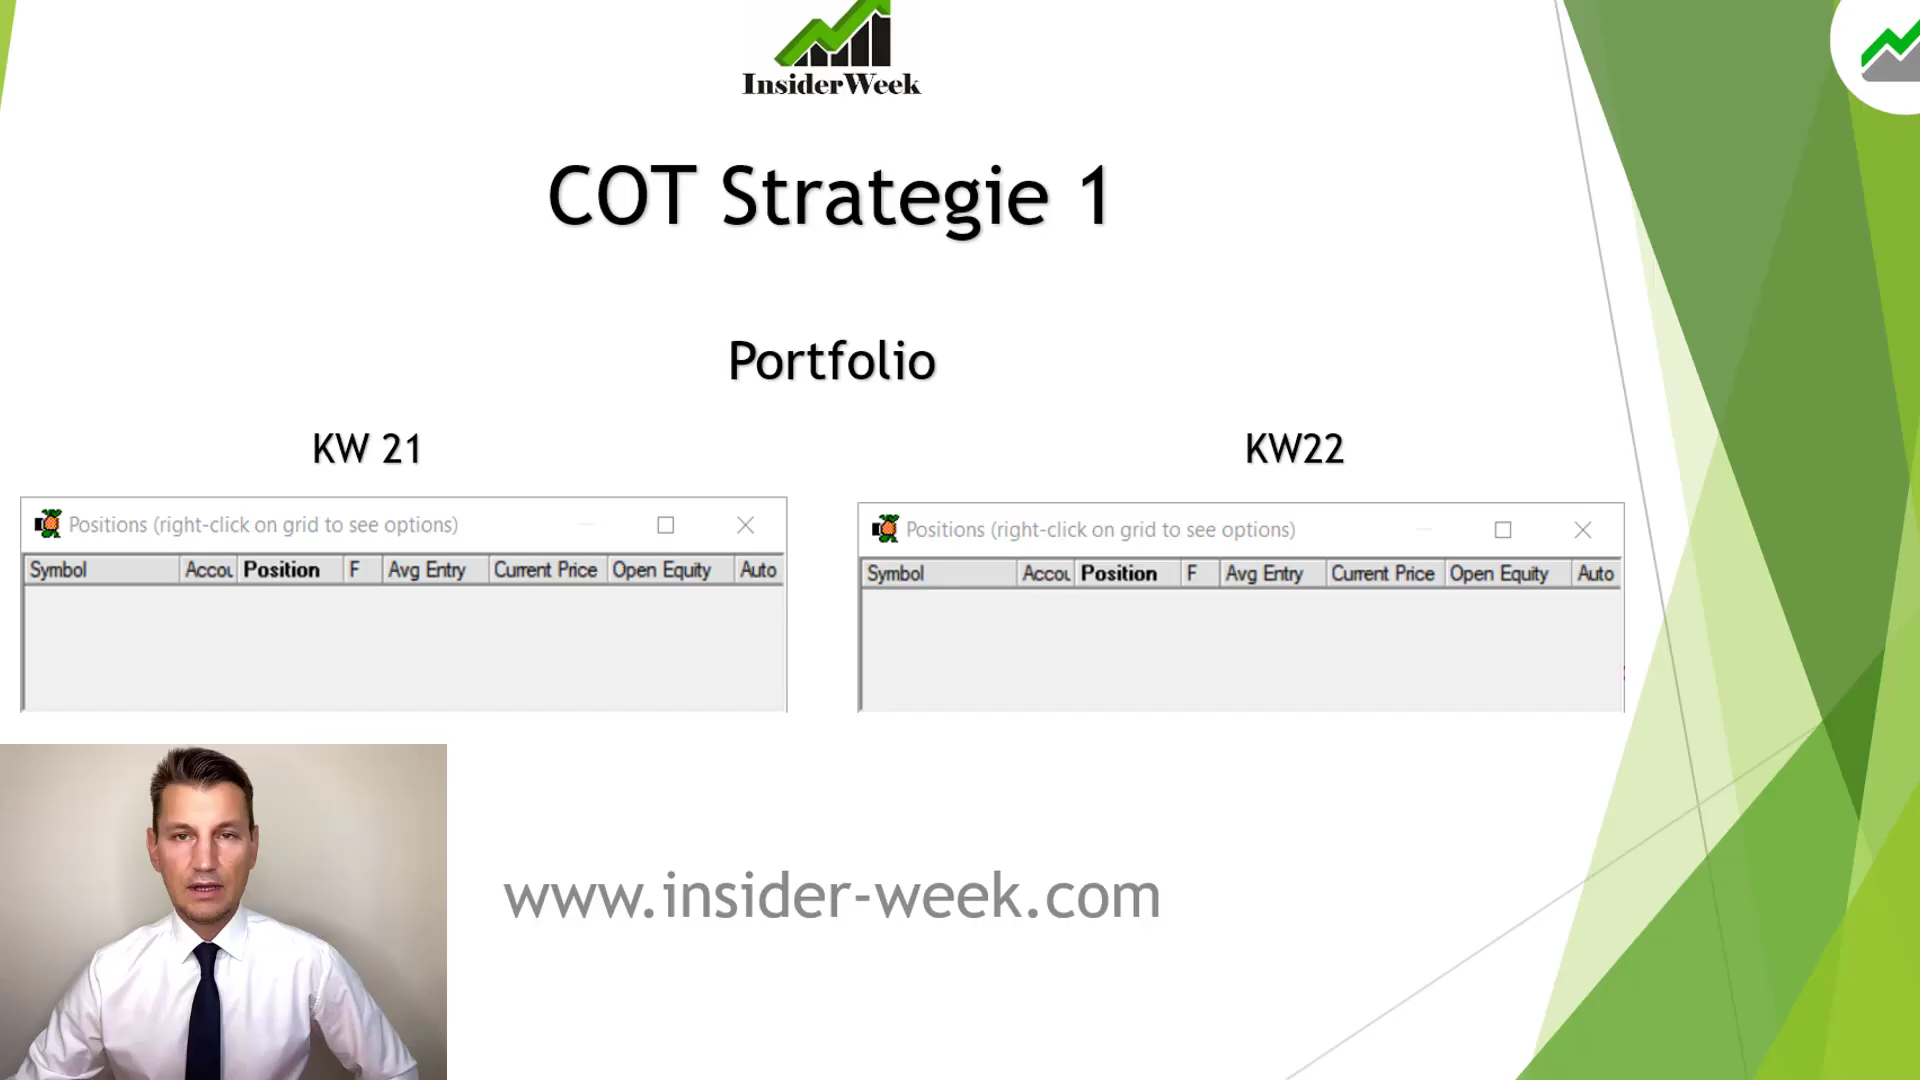 InsiderWeek
COT Strategie 1
Portfolio
KW 21
KW22
Positions (right-click on grid to see options)
Symbol Accou Position F Avg Entry Current Price Open Equity Auto
Positions (right-click on grid to see options)
Symbol Accou Position F Avg Entry Current Price Open Equity Auto
www.insider-week.com